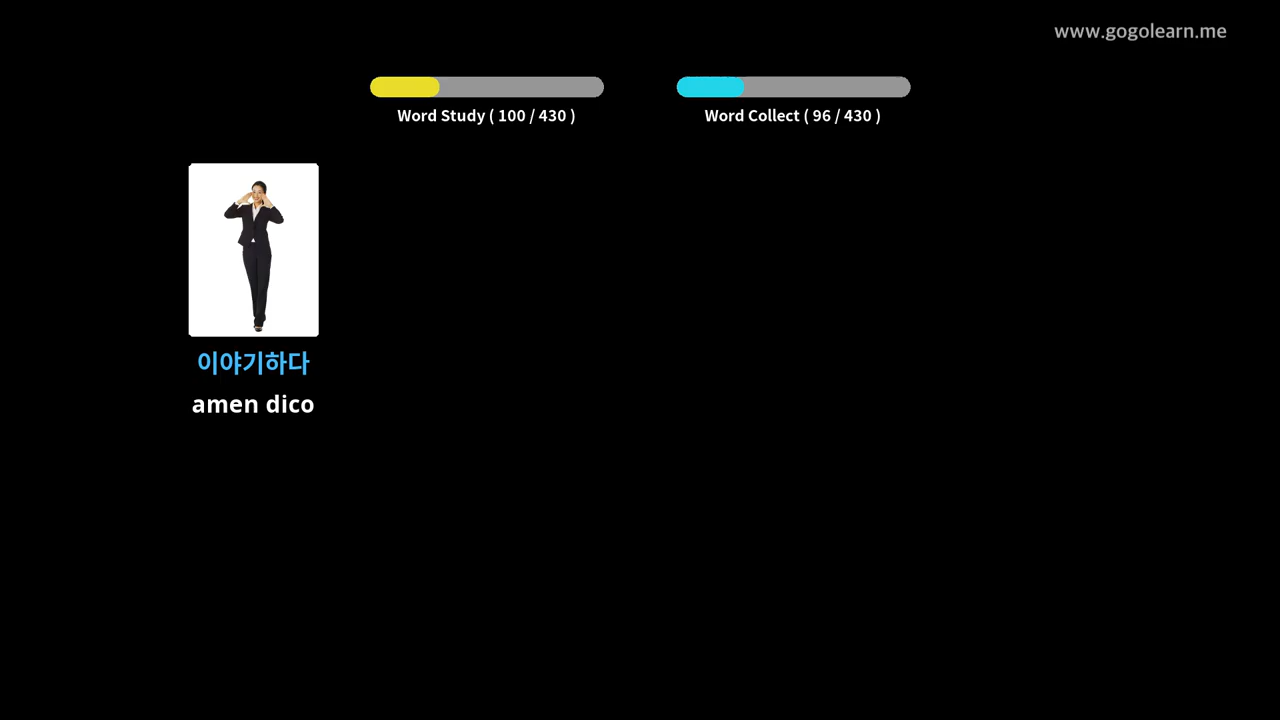 www.gogolearn.me
Word Study ( 100 / 430 )
Word Collect ( 96 / 430 )
이야기하다
amen dico